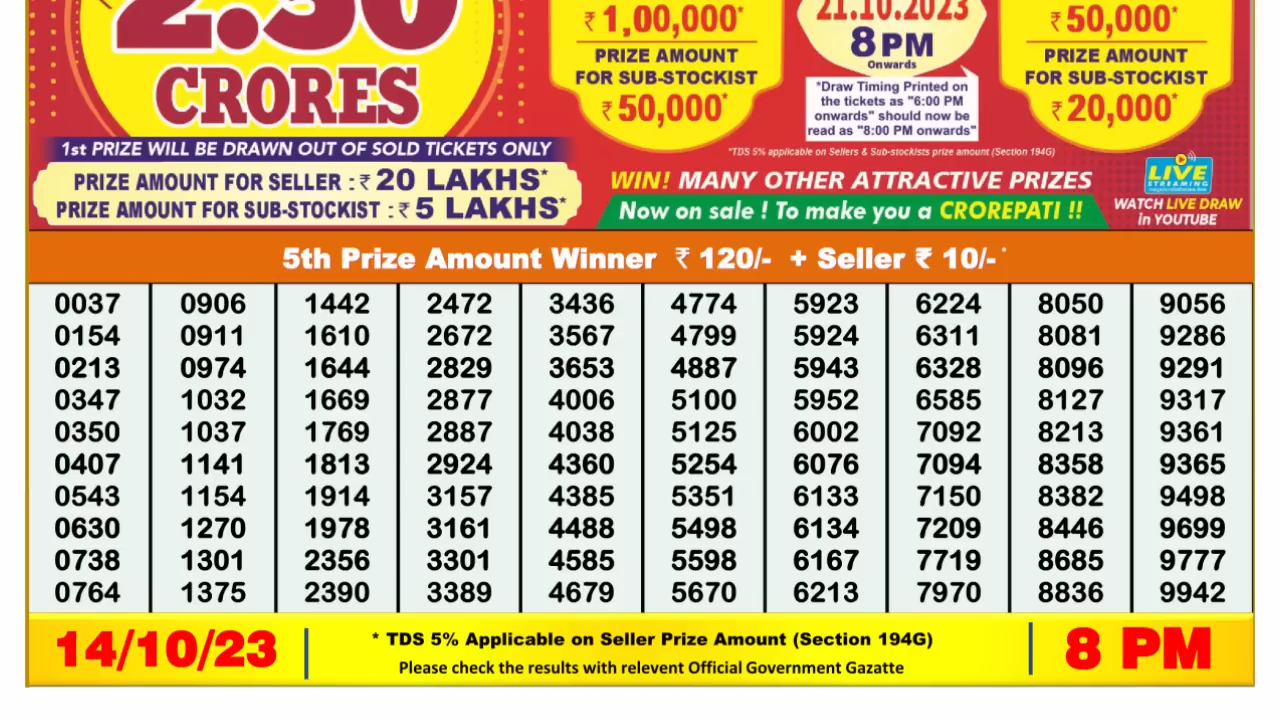 2.50
CRORES
1st PRIZE WILL BE DRAWN OUT OF SOLD TICKETS ONLY
PRIZE AMOUNT FOR SELLER : ₹ 20 LAKHS*
PRIZE AMOUNT FOR SUB-STOCKIST : ₹ 5 LAKHS*
₹ 1,00,000*
PRIZE AMOUNT
FOR SUB-STOCKIST
₹ 50,000*
21.10.2023
8 PM
Onwards
*Draw Timing Printed on
the tickets as "6:00 PM
onwards" should now be
read as "8:00 PM onwards"
₹ 50,000*
PRIZE AMOUNT
FOR SUB-STOCKIST
₹ 20,000*
*TDS 5% applicable on Sellers & Sub-stockists prize amount (Section 194G)
WIN! MANY OTHER ATTRACTIVE PRIZES
Now on sale ! To make you a CROREPATI !!
LIVE
STREAMING
WATCH LIVE DRAW
in YOUTUBE
5th Prize Amount Winner ₹ 120/- + Seller ₹ 10/- *
0037 0906 1442 2472 3436 4774 5923 6224 8050 9056
0154 0911 1610 2672 3567 4799 5924 6311 8081 9286
0213 0974 1644 2829 3653 4887 5943 6328 8096 9291
0347 1032 1669 2877 4006 5100 5952 6585 8127 9317
0350 1037 1769 2887 4038 5125 6002 7092 8213 9361
0407 1141 1813 2924 4360 5254 6076 7094 8358 9365
0543 1154 1914 3157 4385 5351 6133 7150 8382 9498
0630 1270 1978 3161 4488 5498 6134 7209 8446 9699
0738 1301 2356 3301 4585 5598 6167 7719 8685 9777
0764 1375 2390 3389 4679 5670 6213 7970 8836 9942
14/10/23
* TDS 5% Applicable on Seller Prize Amount (Section 194G)
Please check the results with relevent Official Government Gazatte
8 PM